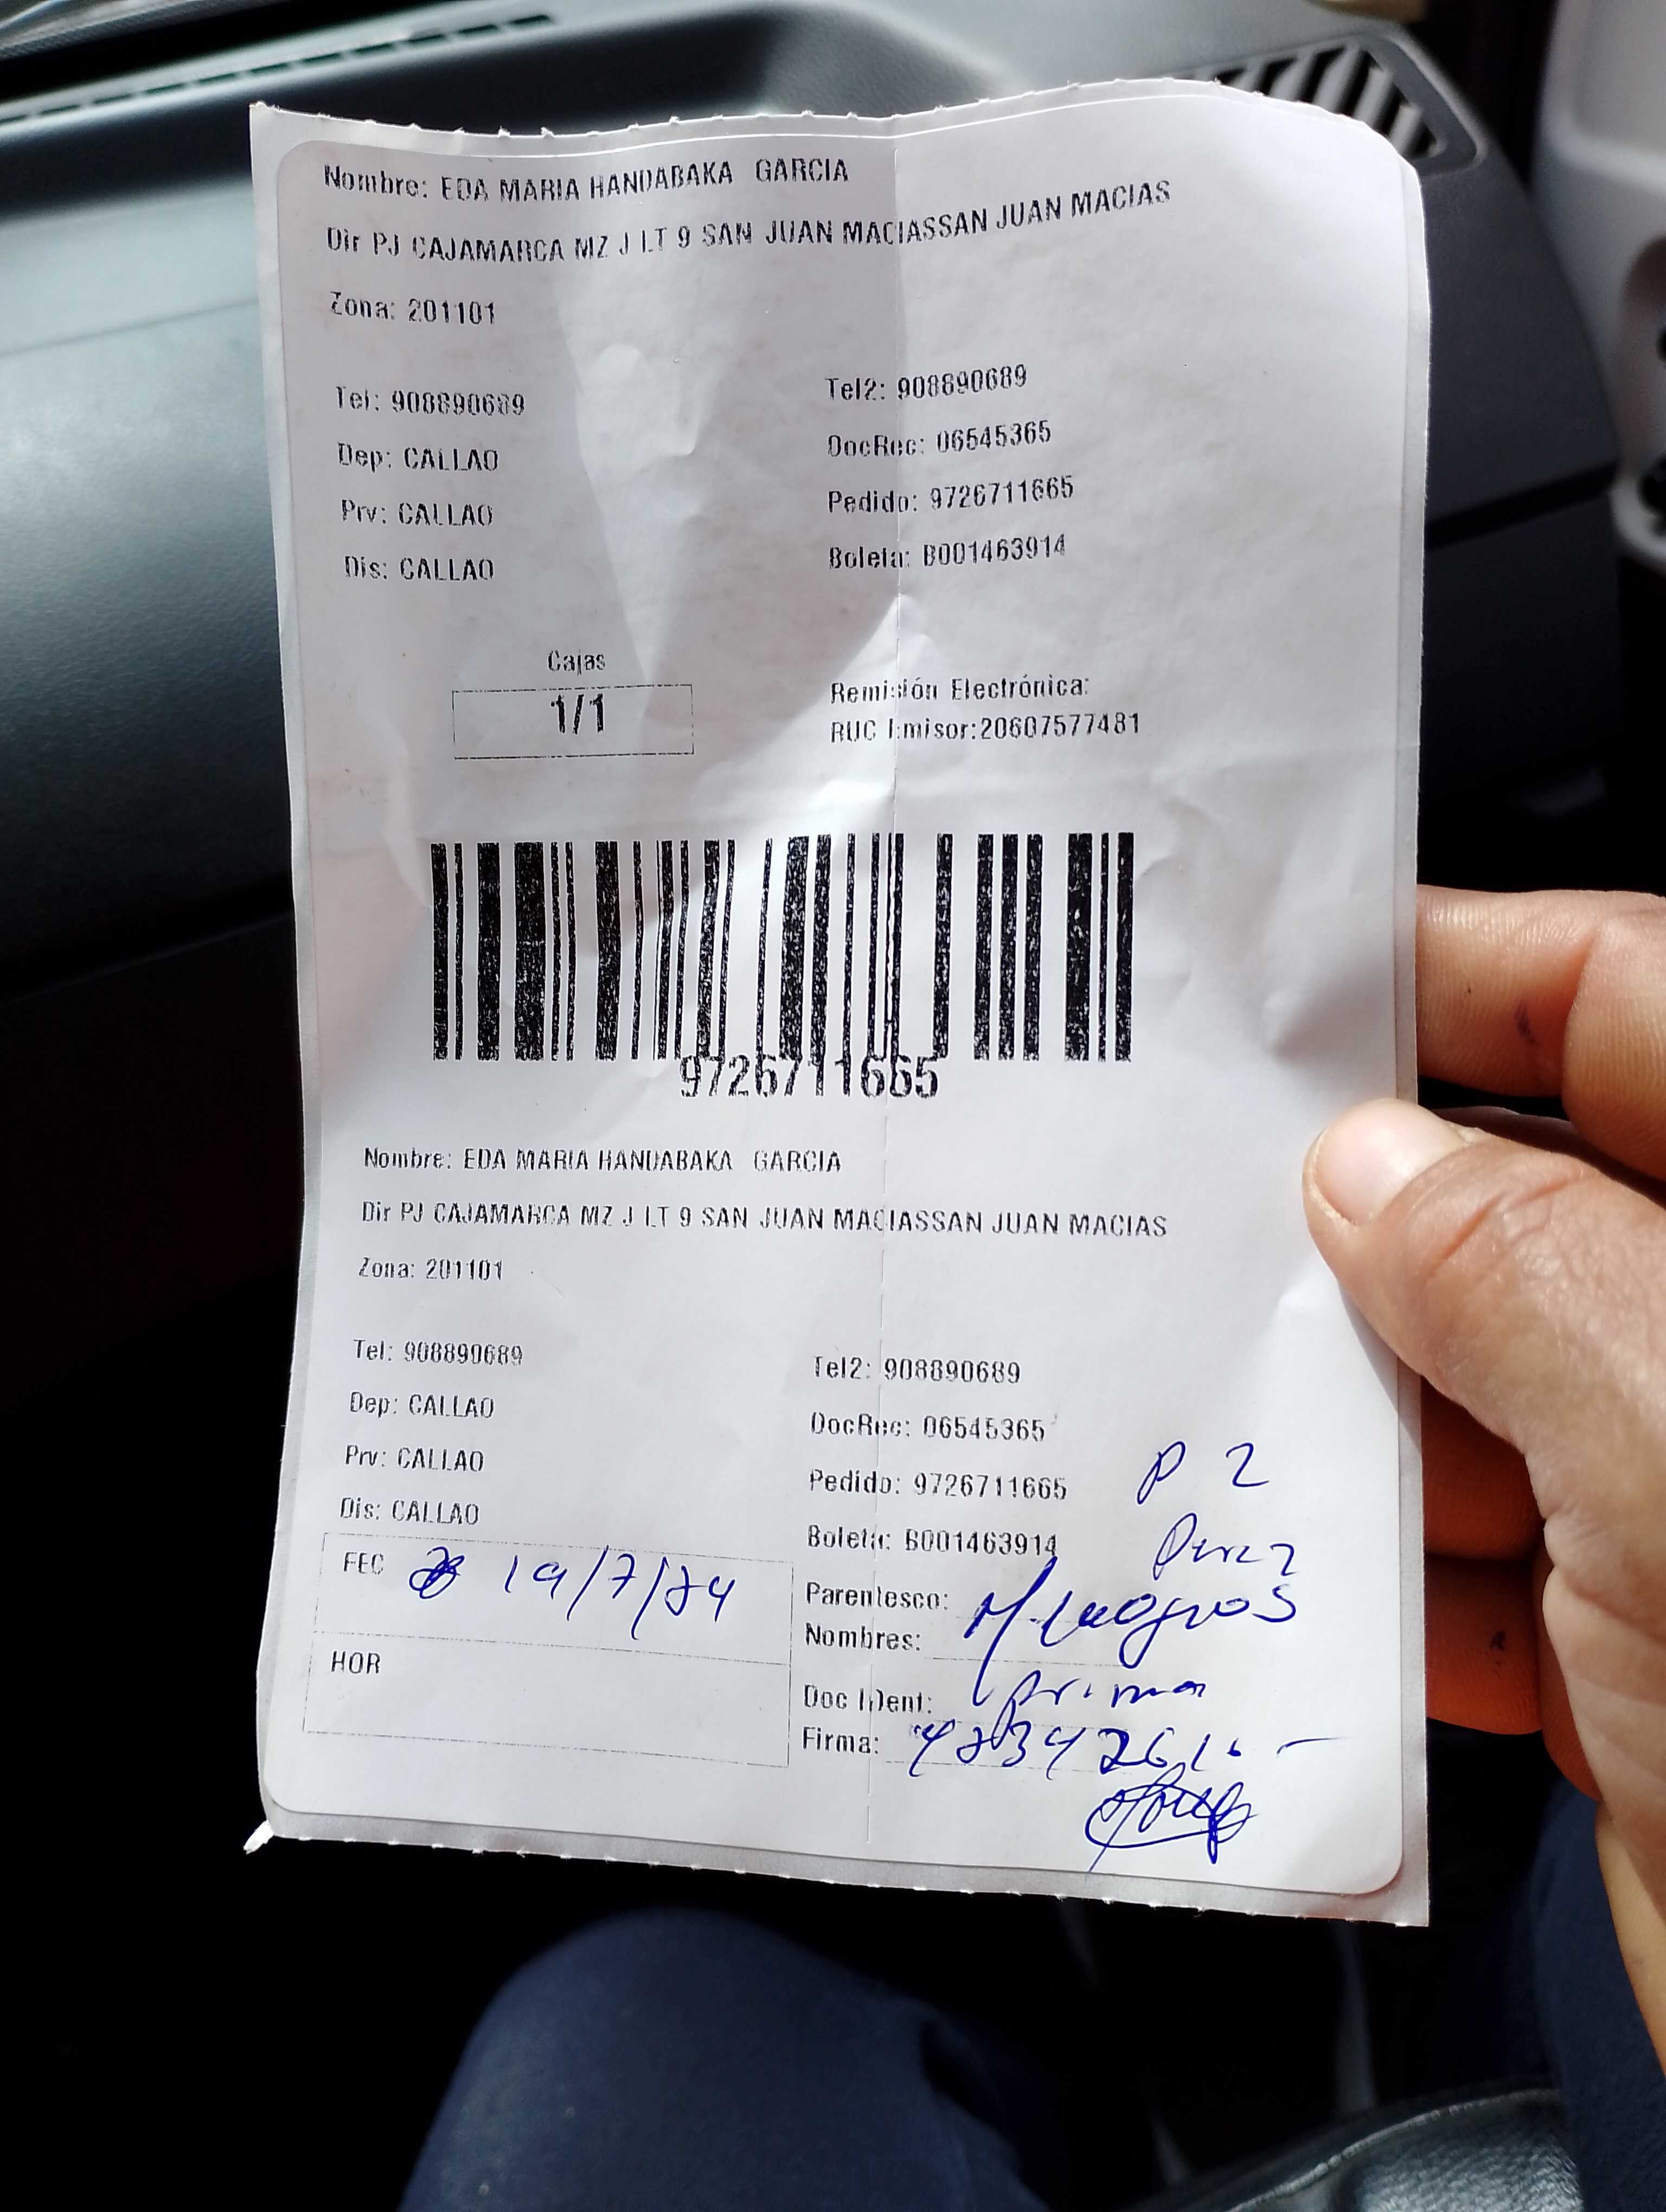 Nombre: EDA MARIA HANDABAKA GARCIA
Dir PJ CAJAMARCA MZ J LT 9 SAN JUAN MACIASSAN JUAN MACIAS
Zona: 201101
Tel: 908890689 Tel2: 908890689
Dep: CALLAO DocRec: 06545365
Prv: CALLAO Pedido: 9726711665
Dis: CALLAO Boleta: B001463914
Cajas
1/1
Remisión Electrónica:
RUC Emisor:20607577481
9726711665
Nombre: EDA MARIA HANDABAKA GARCIA
Dir PJ CAJAMARCA MZ J LT 9 SAN JUAN MACIASSAN JUAN MACIAS
Zona: 201101
Tel: 908890689 Tel2: 908890689
Dep: CALLAO DocRec: 06545365
Prv: CALLAO Pedido: 9726711665 P 2
Dis: CALLAO Boleta: B001463914 Perez
FEC 19/7/24 Parentesco: Milagros
Nombres:
HOR Doc Ident: prima
Firma: